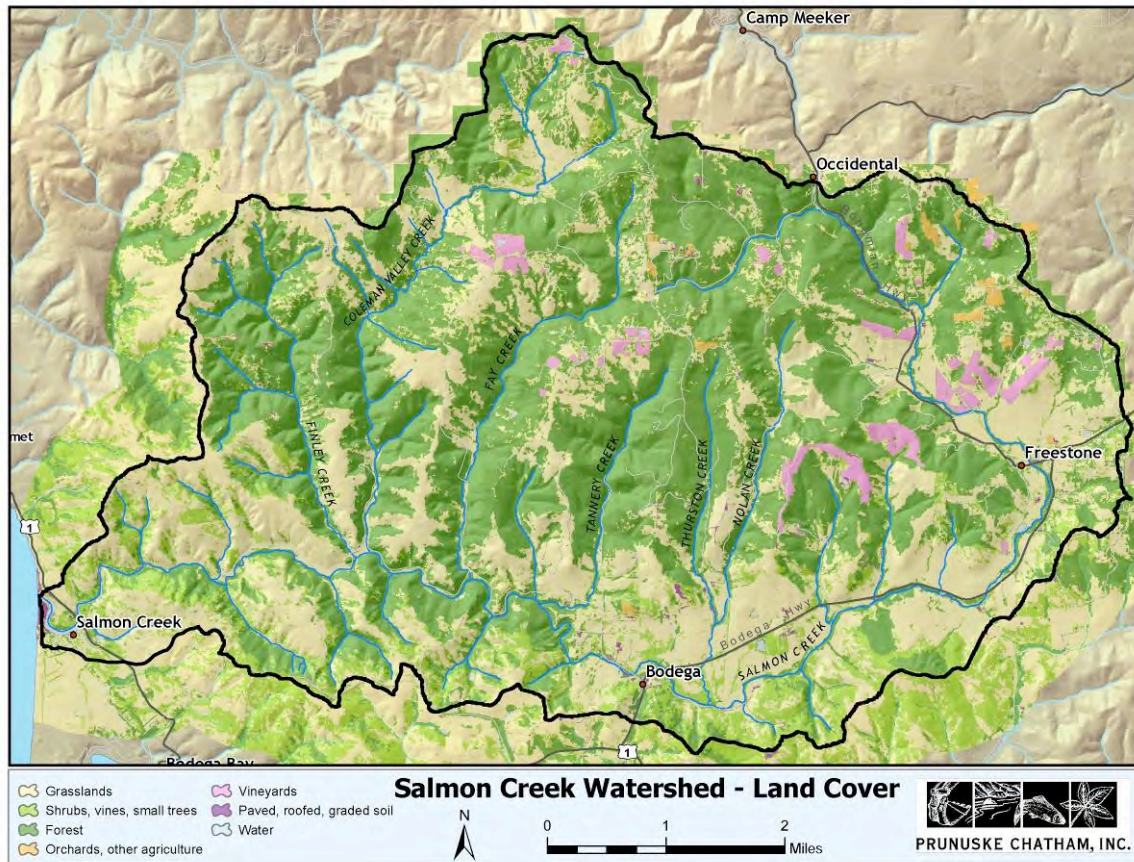 Camp Meeker
Occidental
Bohemian Hwy
COLEMAN VALLEY CREEK
FAY CREEK
FINLEY CREEK
TANNERY CREEK
THURSTON CREEK
NOLAN CREEK
Freestone
met
1
Salmon Creek
Bodega Hwy
SALMON CREEK
Bodega
1
Bodega Bay
Grasslands
Shrubs, vines, small trees
Forest
Orchards, other agriculture
Vineyards
Paved, roofed, graded soil
Water
Salmon Creek Watershed - Land Cover
N
0 1 2
Miles
PRUNUSKE CHATHAM, INC.